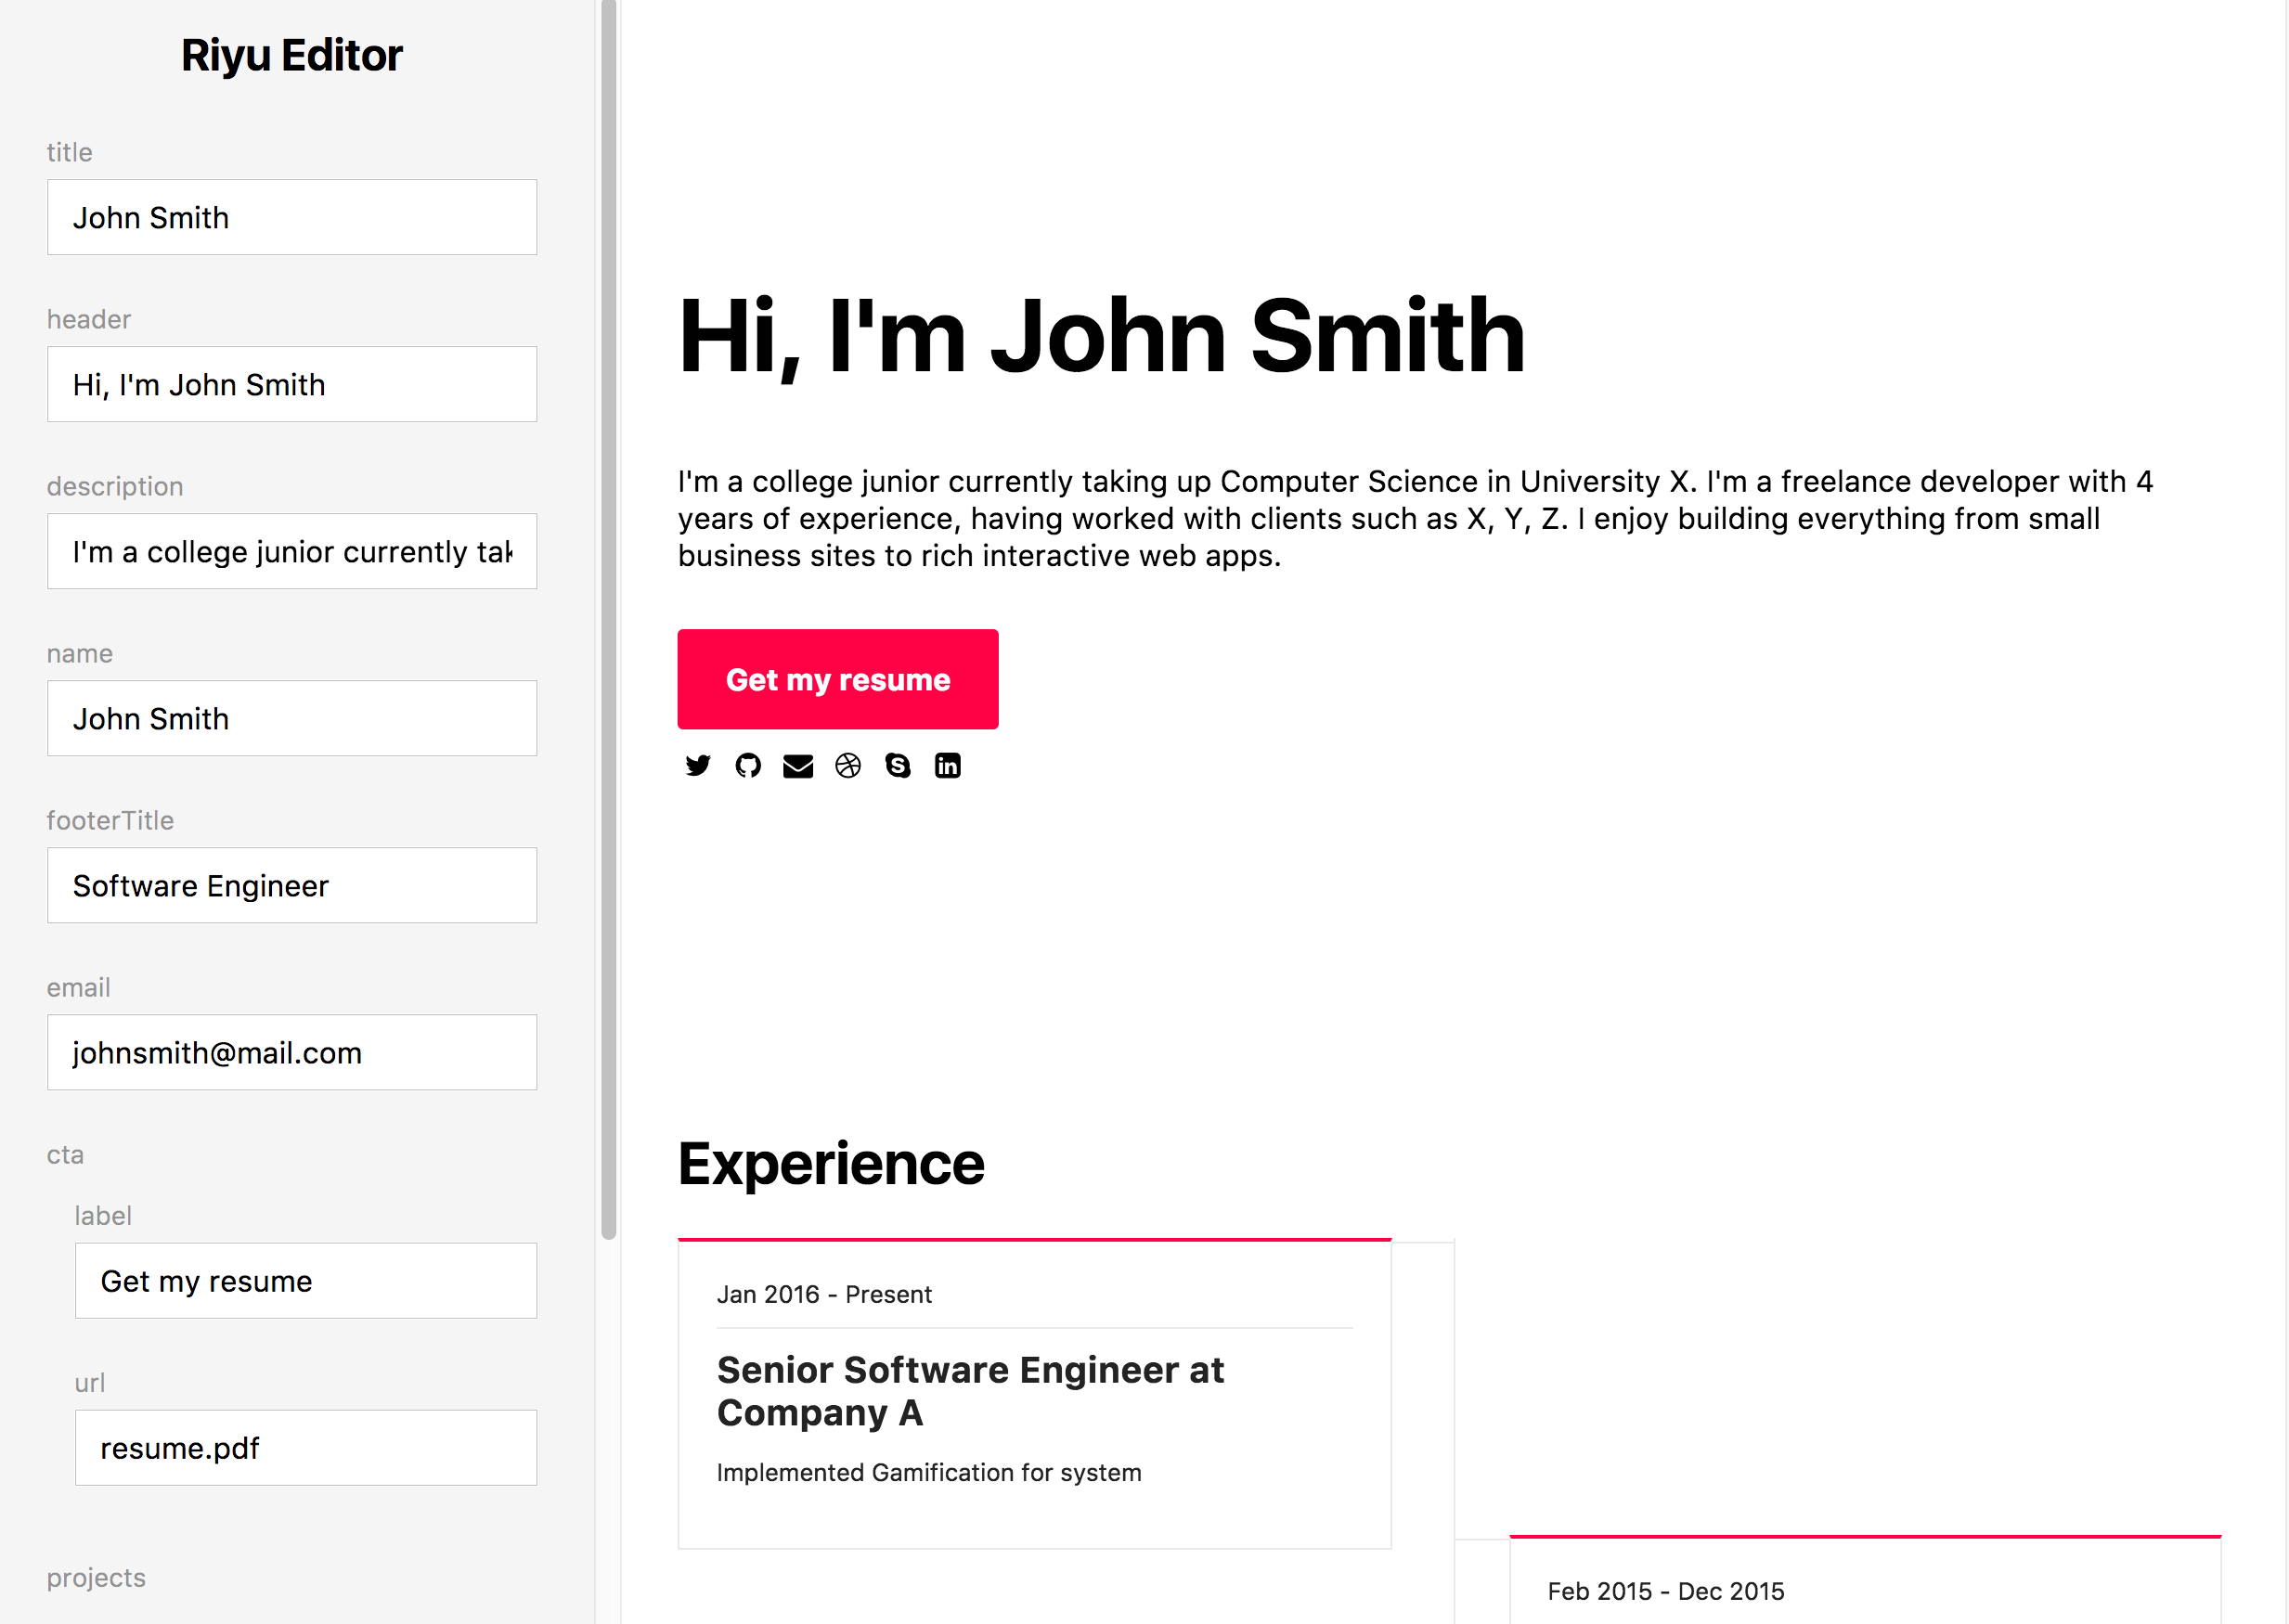 Riyu Editor
title
John Smith
header
Hi, I'm John Smith
description
I'm a college junior currently tak
name
John Smith
footerTitle
Software Engineer
email
johnsmith@mail.com
cta
label
Get my resume
url
resume.pdf
projects
Hi, I'm John Smith
I'm a college junior currently taking up Computer Science in University X. I'm a freelance developer with 4
years of experience, having worked with clients such as X, Y, Z. I enjoy building everything from small
business sites to rich interactive web apps.
Get my resume
Experience
Jan 2016 - Present
Senior Software Engineer at
Company A
Implemented Gamification for system
Feb 2015 - Dec 2015